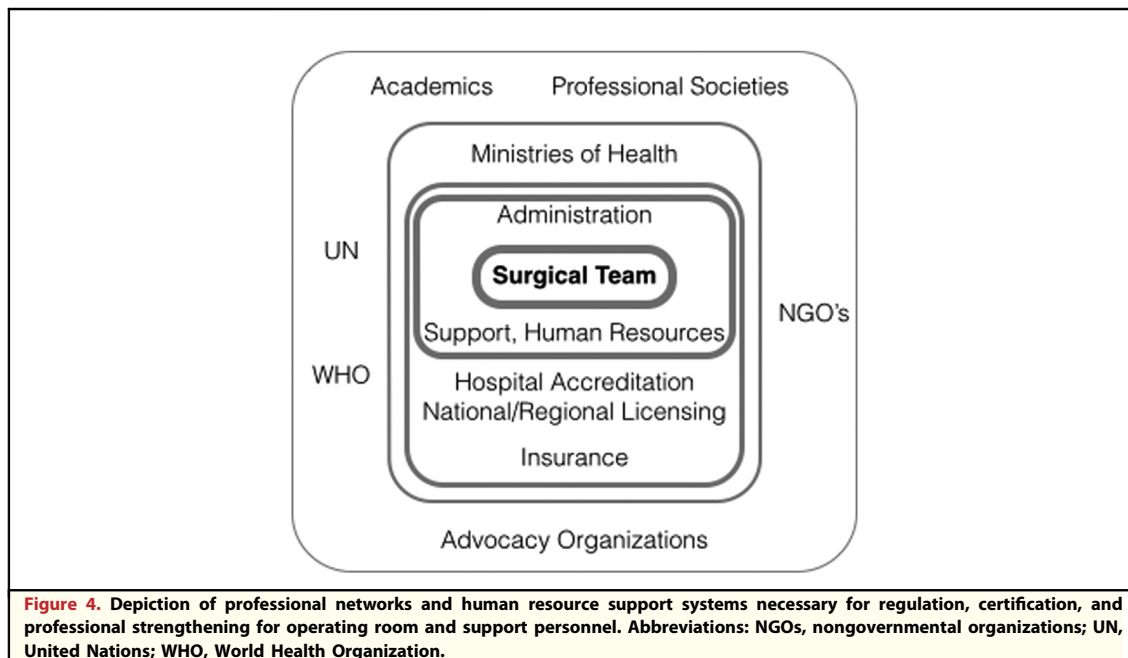 Academics Professional Societies
Ministries of Health
Administration
UN
Surgical Team
NGO's
Support, Human Resources
WHO
Hospital Accreditation
National/Regional Licensing
Insurance
Advocacy Organizations
Figure 4. Depiction of professional networks and human resource support systems necessary for regulation, certification, and
professional strengthening for operating room and support personnel. Abbreviations: NGOs, nongovernmental organizations; UN,
United Nations; WHO, World Health Organization.